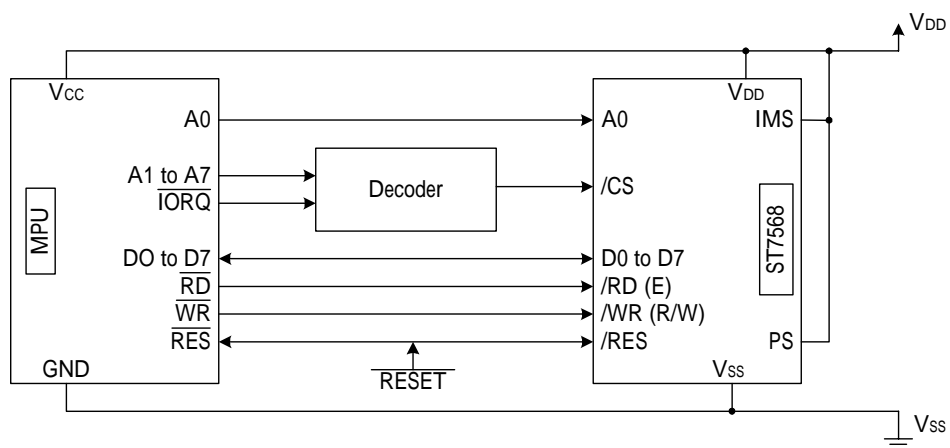 VDD
VCC
VDD
A0
A0
IMS
A1 to A7
IORQ
Decoder
/CS
MPU
ST7568
DO to D7
D0 to D7
RD
/RD (E)
WR
/WR (R/W)
RES
/RES
PS
GND
RESET
VSS
VSS